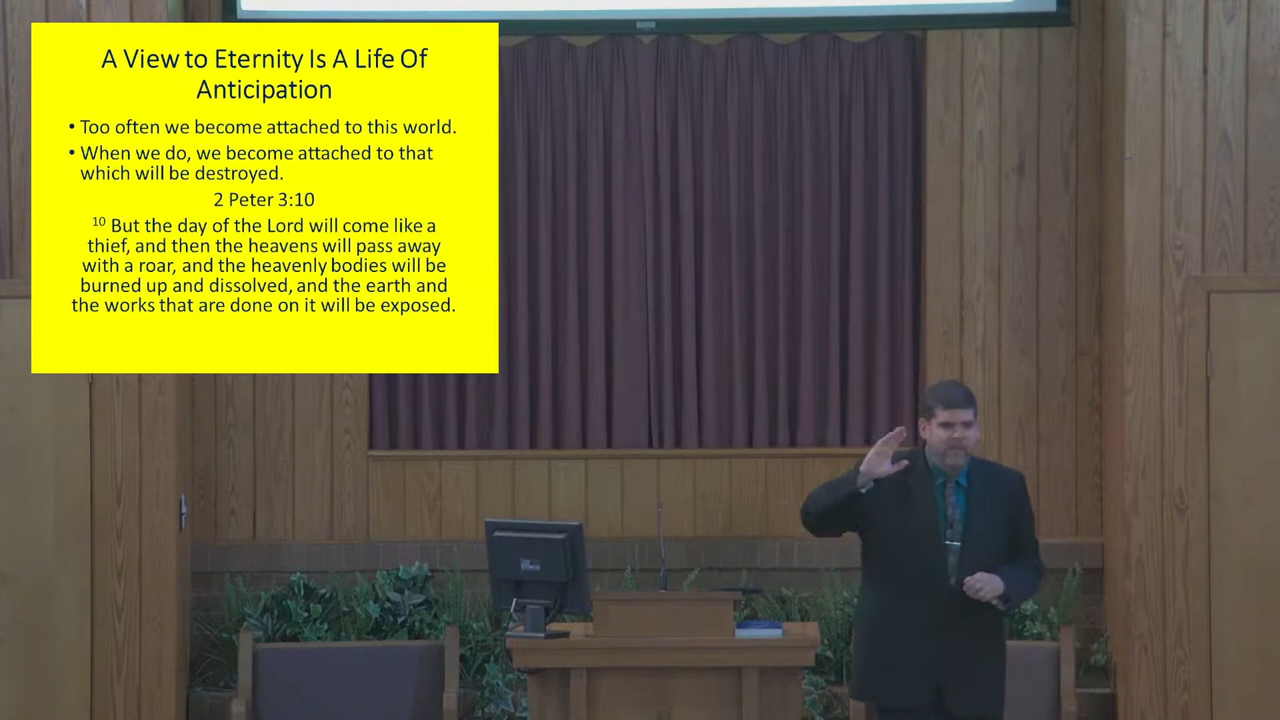 A View to Eternity Is A Life Of
Anticipation
• Too often we become attached to this world.
• When we do, we become attached to that
which will be destroyed.
2 Peter 3:10
10 But the day of the Lord will come like a
thief, and then the heavens will pass away
with a roar, and the heavenly bodies will be
burned up and dissolved, and the earth and
the works that are done on it will be exposed.